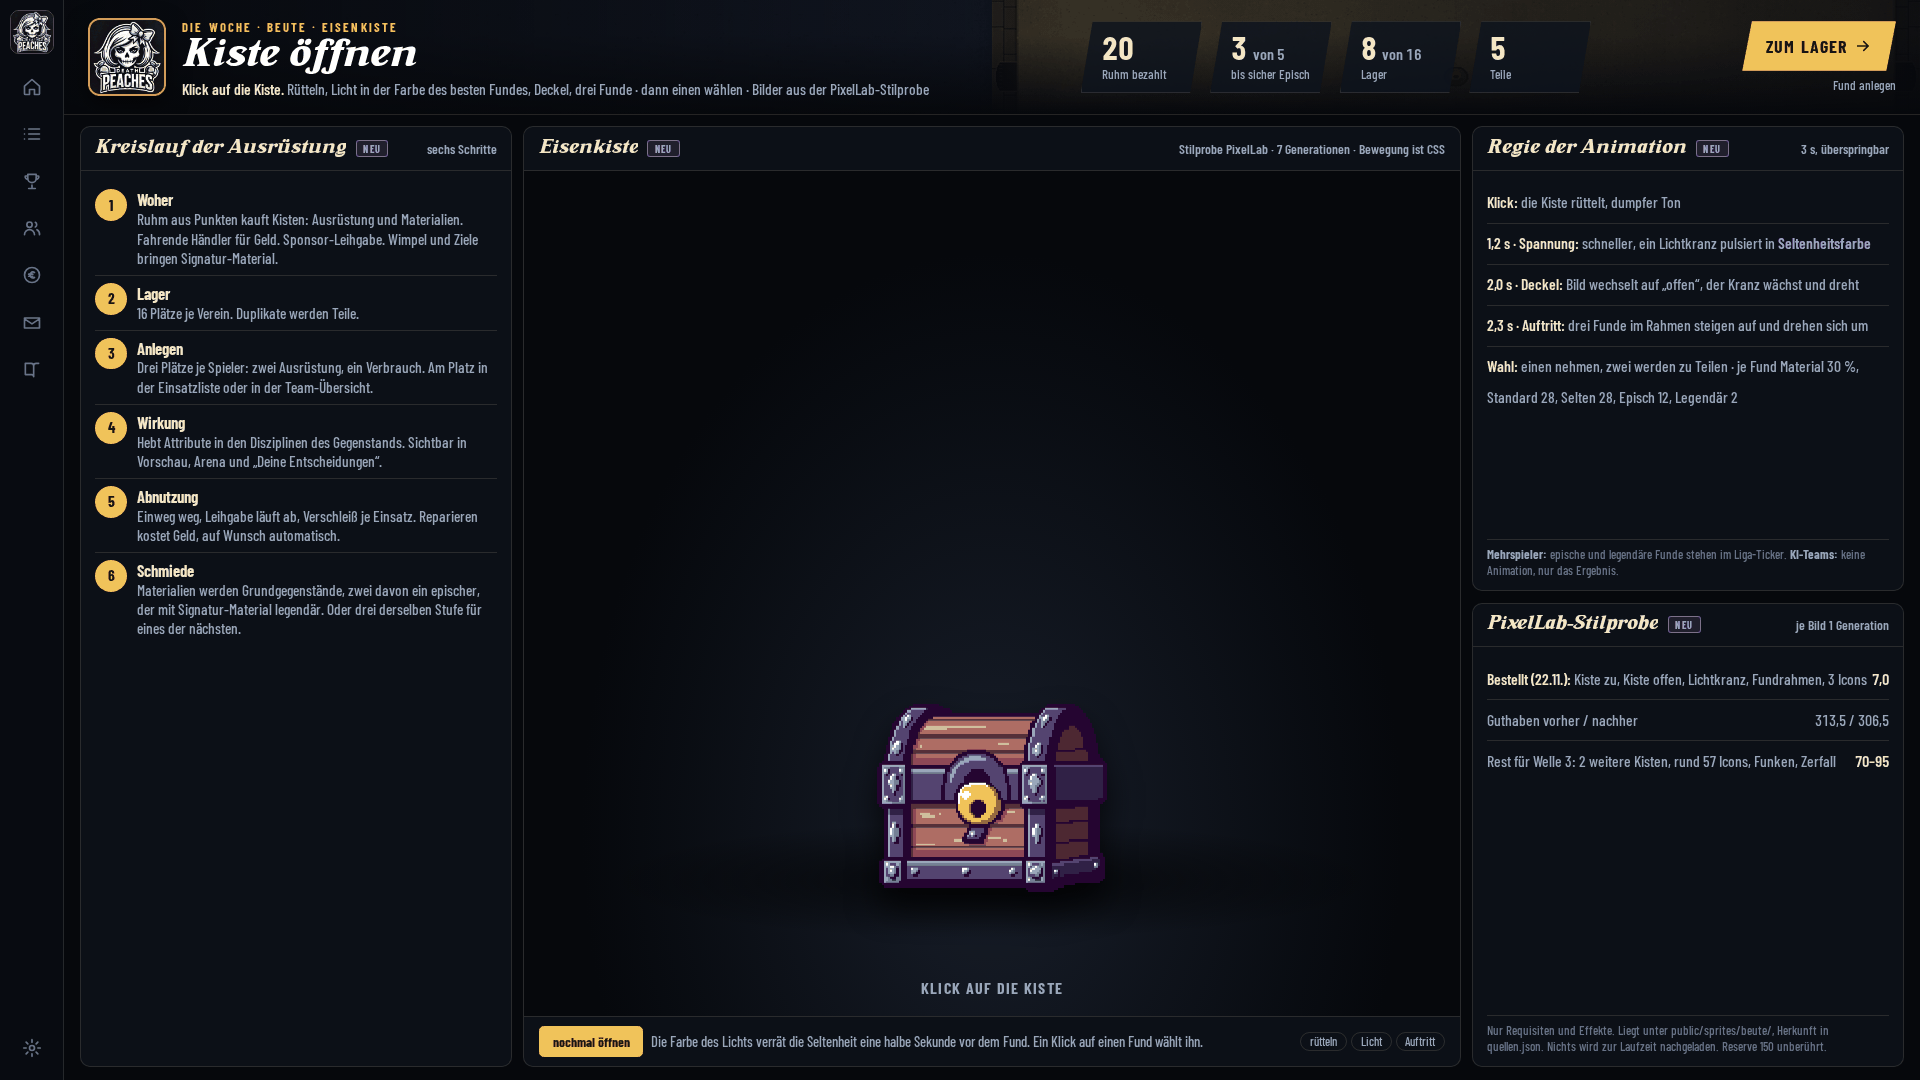 DIE WOCHE · BEUTE · EISENKISTE
Kiste öffnen
Klick auf die Kiste. Rütteln, Licht in der Farbe des besten Fundes, Deckel, drei Funde · dann einen wählen · Bilder aus der PixelLab-Stilprobe
20
Ruhm bezahlt
3 von 5
bis sicher Episch
8 von 16
Lager
5
Teile
ZUM LAGER →
Fund anlegen
DEATH
PEACHES
Kreislauf der Ausrüstung NEU sechs Schritte
1 Woher
Ruhm aus Punkten kauft Kisten: Ausrüstung und Materialien.
Fahrende Händler für Geld. Sponsor-Leihgabe. Wimpel und Ziele
bringen Signatur-Material.
2 Lager
16 Plätze je Verein. Duplikate werden Teile.
3 Anlegen
Drei Plätze je Spieler: zwei Ausrüstung, ein Verbrauch. Am Platz in
der Einsatzliste oder in der Team-Übersicht.
4 Wirkung
Hebt Attribute in den Disziplinen des Gegenstands. Sichtbar in
Vorschau, Arena und „Deine Entscheidungen“.
5 Abnutzung
Einweg weg, Leihgabe läuft ab, Verschleiß je Einsatz. Reparieren
kostet Geld, auf Wunsch automatisch.
6 Schmiede
Materialien werden Grundgegenstände, zwei davon ein epischer,
der mit Signatur-Material legendär. Oder drei derselben Stufe für
eines der nächsten.
Eisenkiste NEU Stilprobe PixelLab · 7 Generationen · Bewegung ist CSS
KLICK AUF DIE KISTE
nochmal öffnen Die Farbe des Lichts verrät die Seltenheit eine halbe Sekunde vor dem Fund. Ein Klick auf einen Fund wählt ihn. rütteln Licht Auftritt
Regie der Animation NEU 3 s, überspringbar
Klick: die Kiste rüttelt, dumpfer Ton
1,2 s · Spannung: schneller, ein Lichtkranz pulsiert in Seltenheitsfarbe
2,0 s · Deckel: Bild wechselt auf „offen“, der Kranz wächst und dreht
2,3 s · Auftritt: drei Funde im Rahmen steigen auf und drehen sich um
Wahl: einen nehmen, zwei werden zu Teilen · je Fund Material 30 %,
Standard 28, Selten 28, Episch 12, Legendär 2
Mehrspieler: epische und legendäre Funde stehen im Liga-Ticker. KI-Teams: keine
Animation, nur das Ergebnis.
PixelLab-Stilprobe NEU je Bild 1 Generation
Bestellt (22.11.): Kiste zu, Kiste offen, Lichtkranz, Fundrahmen, 3 Icons 7,0
Guthaben vorher / nachher 313,5 / 306,5
Rest für Welle 3: 2 weitere Kisten, rund 57 Icons, Funken, Zerfall 70–95
Nur Requisiten und Effekte. Liegt unter public/sprites/beute/, Herkunft in
quellen.json. Nichts wird zur Laufzeit nachgeladen. Reserve 150 unberührt.